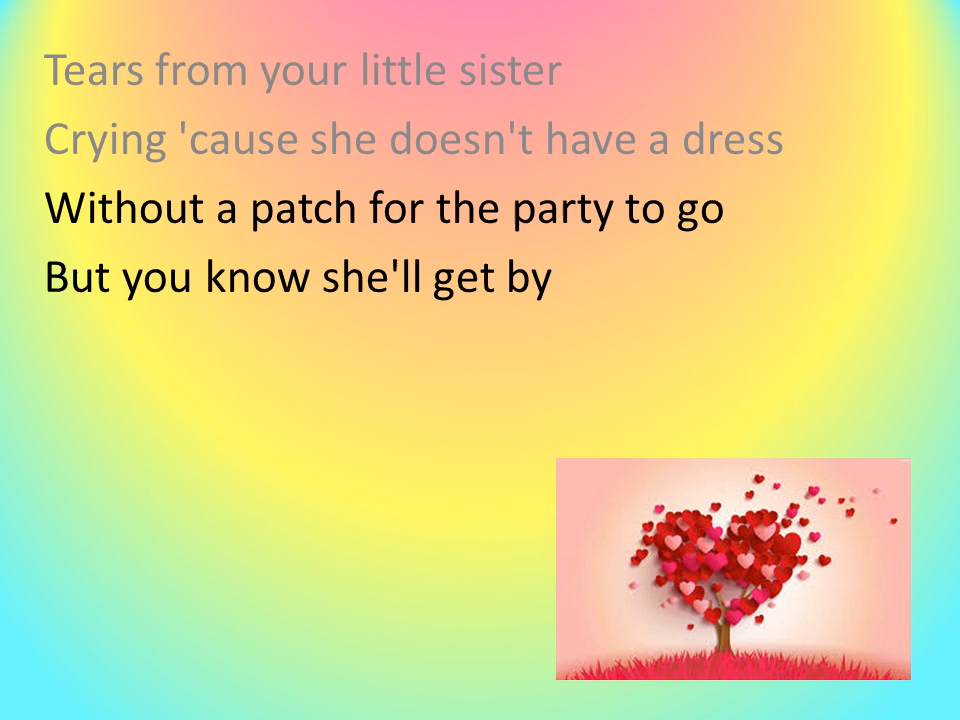 Tears from your little sister
Crying 'cause she doesn't have a dress
Without a patch for the party to go
But you know she'll get by